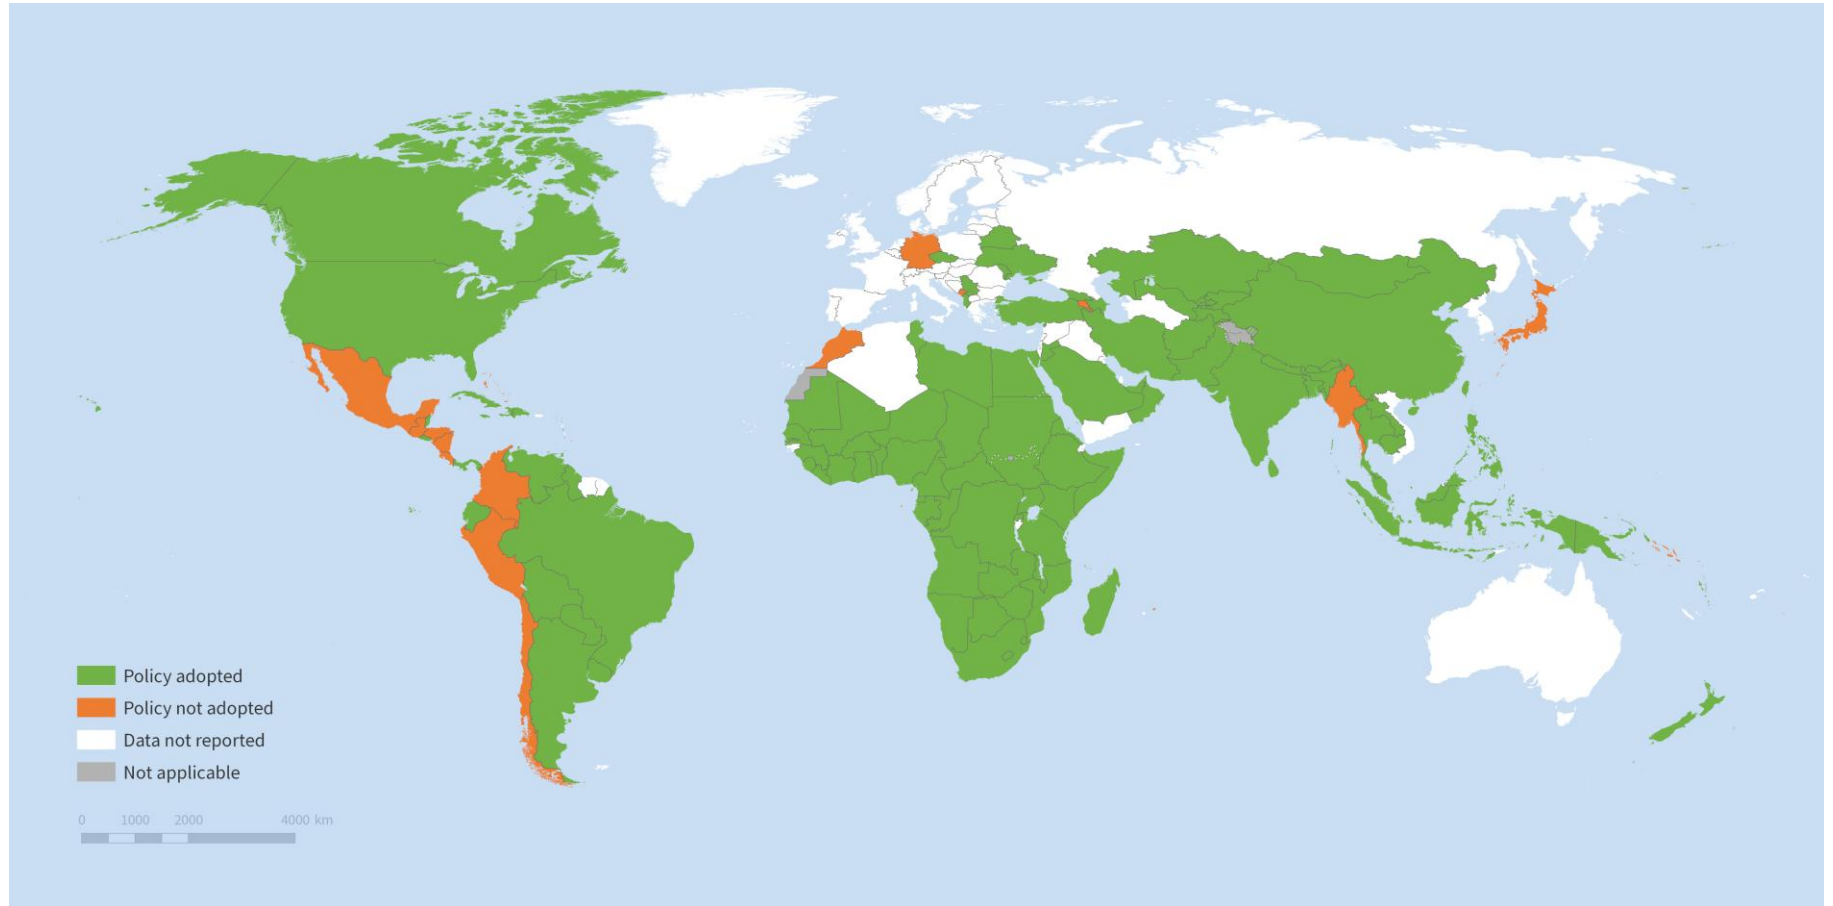 Policy adopted
Policy not adopted
Data not reported
Not applicable
0 1000 2000 4000 km